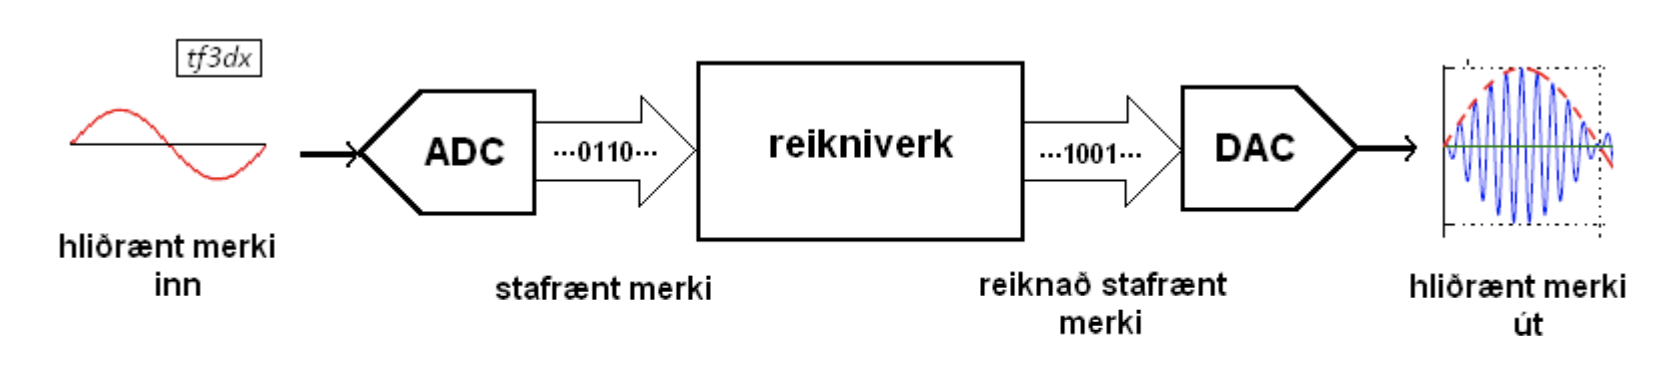 tf3dx
ADC
...0110...
reikniverk
...1001...
DAC
hliðrænt merki
inn
stafrænt merki
reiknað stafrænt
merki
hliðrænt merki
út